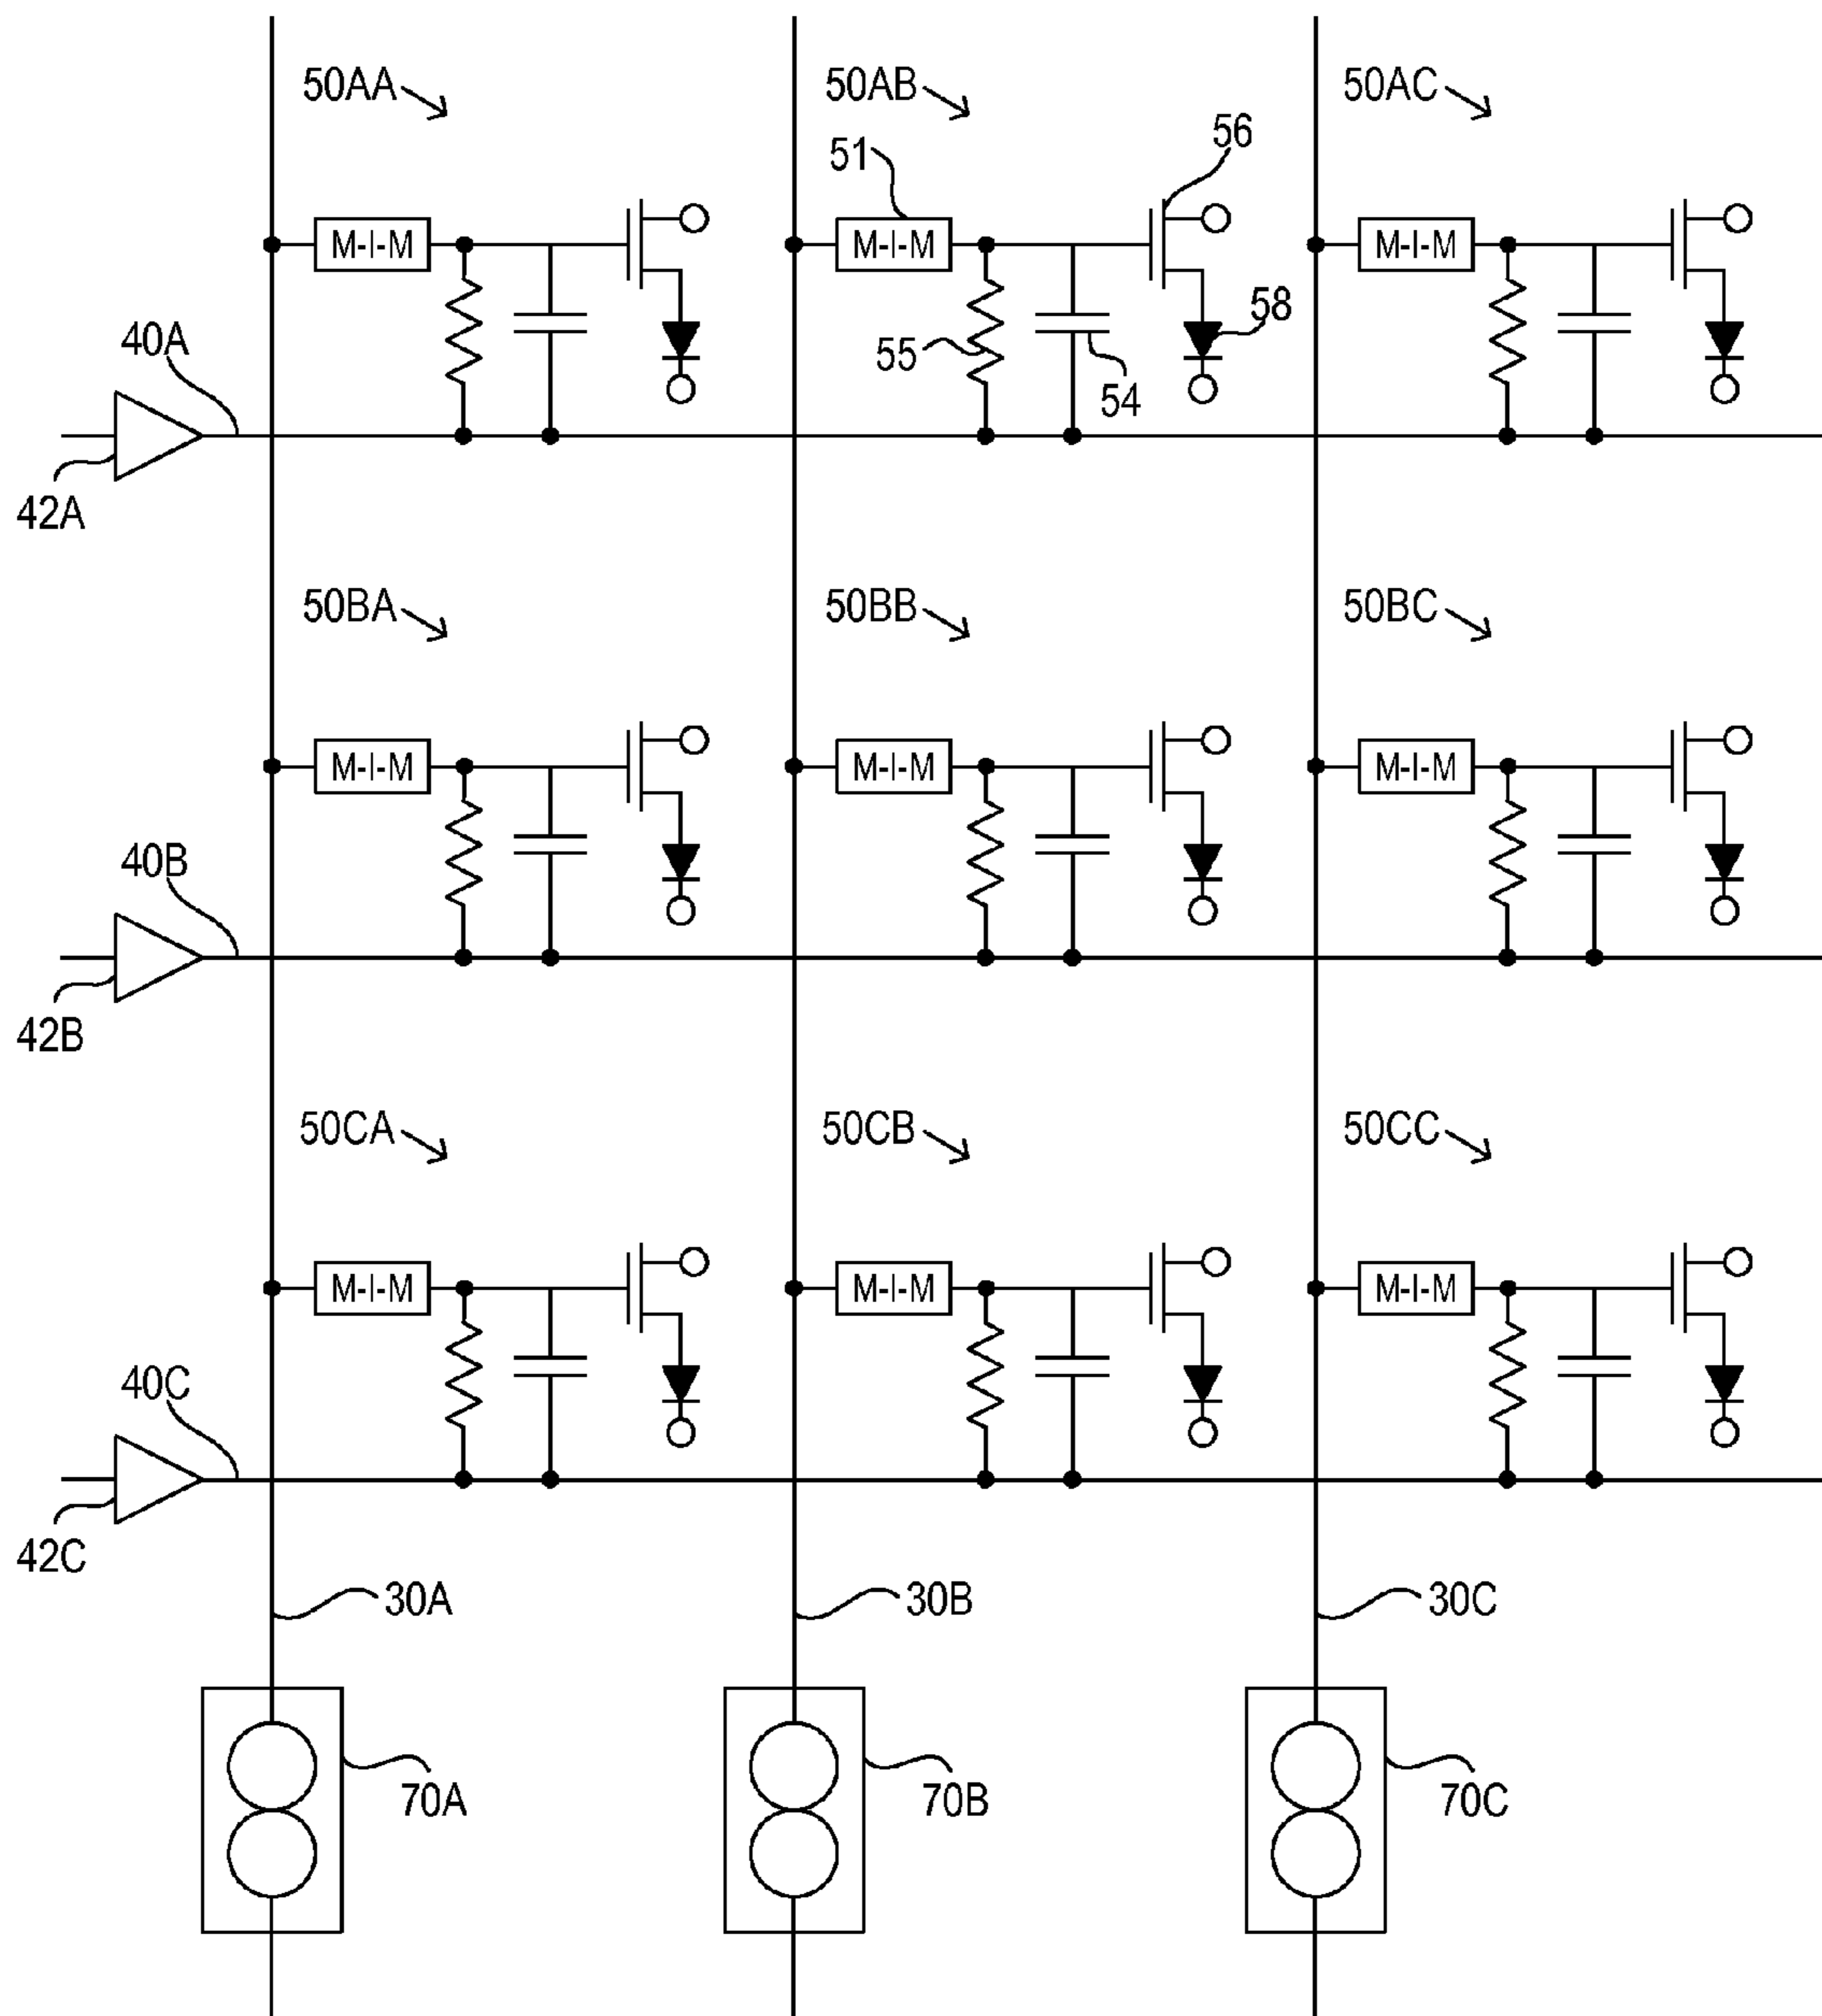 50AA
50AB
50AC
56
51
M-I-M
M-I-M
M-I-M
58
40A
55
54
42A
50BA
50BB
50BC
M-I-M
M-I-M
M-I-M
40B
42B
50CA
50CB
50CC
M-I-M
M-I-M
M-I-M
40C
42C
30A
30B
30C
70A
70B
70C